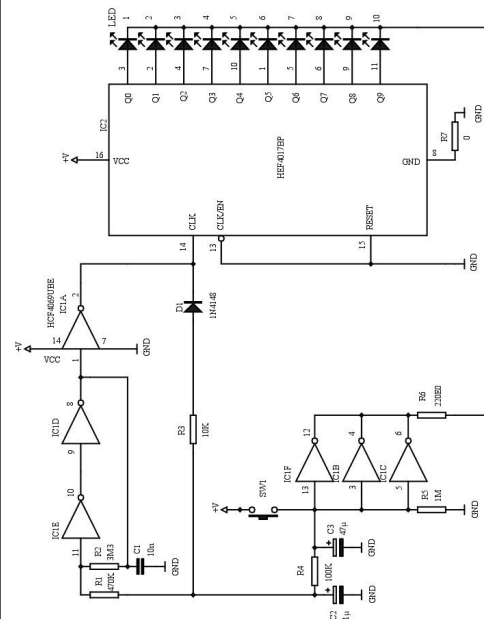 LED
1
2
3
4
5
6
7
8
9
10
3
2
4
7
10
1
5
6
9
11
Q0
Q1
Q2
Q3
Q4
Q5
Q6
Q7
Q8
Q9
IC2
HEF4017BP
+V
16
VCC
GND
8
R7
0
GND
CLK
CLK/EN
RESET
14
13
15
GND
HCF4069UBE
IC1A
2
+V
14
VCC
1
7
GND
D1
1N4148
R3
10K
IC1D
8
9
IC1E
10
11
R2
3M3
R1
470K
C1
10n
GND
+V
SW1
IC1F
12
13
IC1B
4
3
IC1C
6
5
R6
220E0
R5
1M
GND
C3
47µ
+
GND
R4
100K
C2
1µ
+
GND